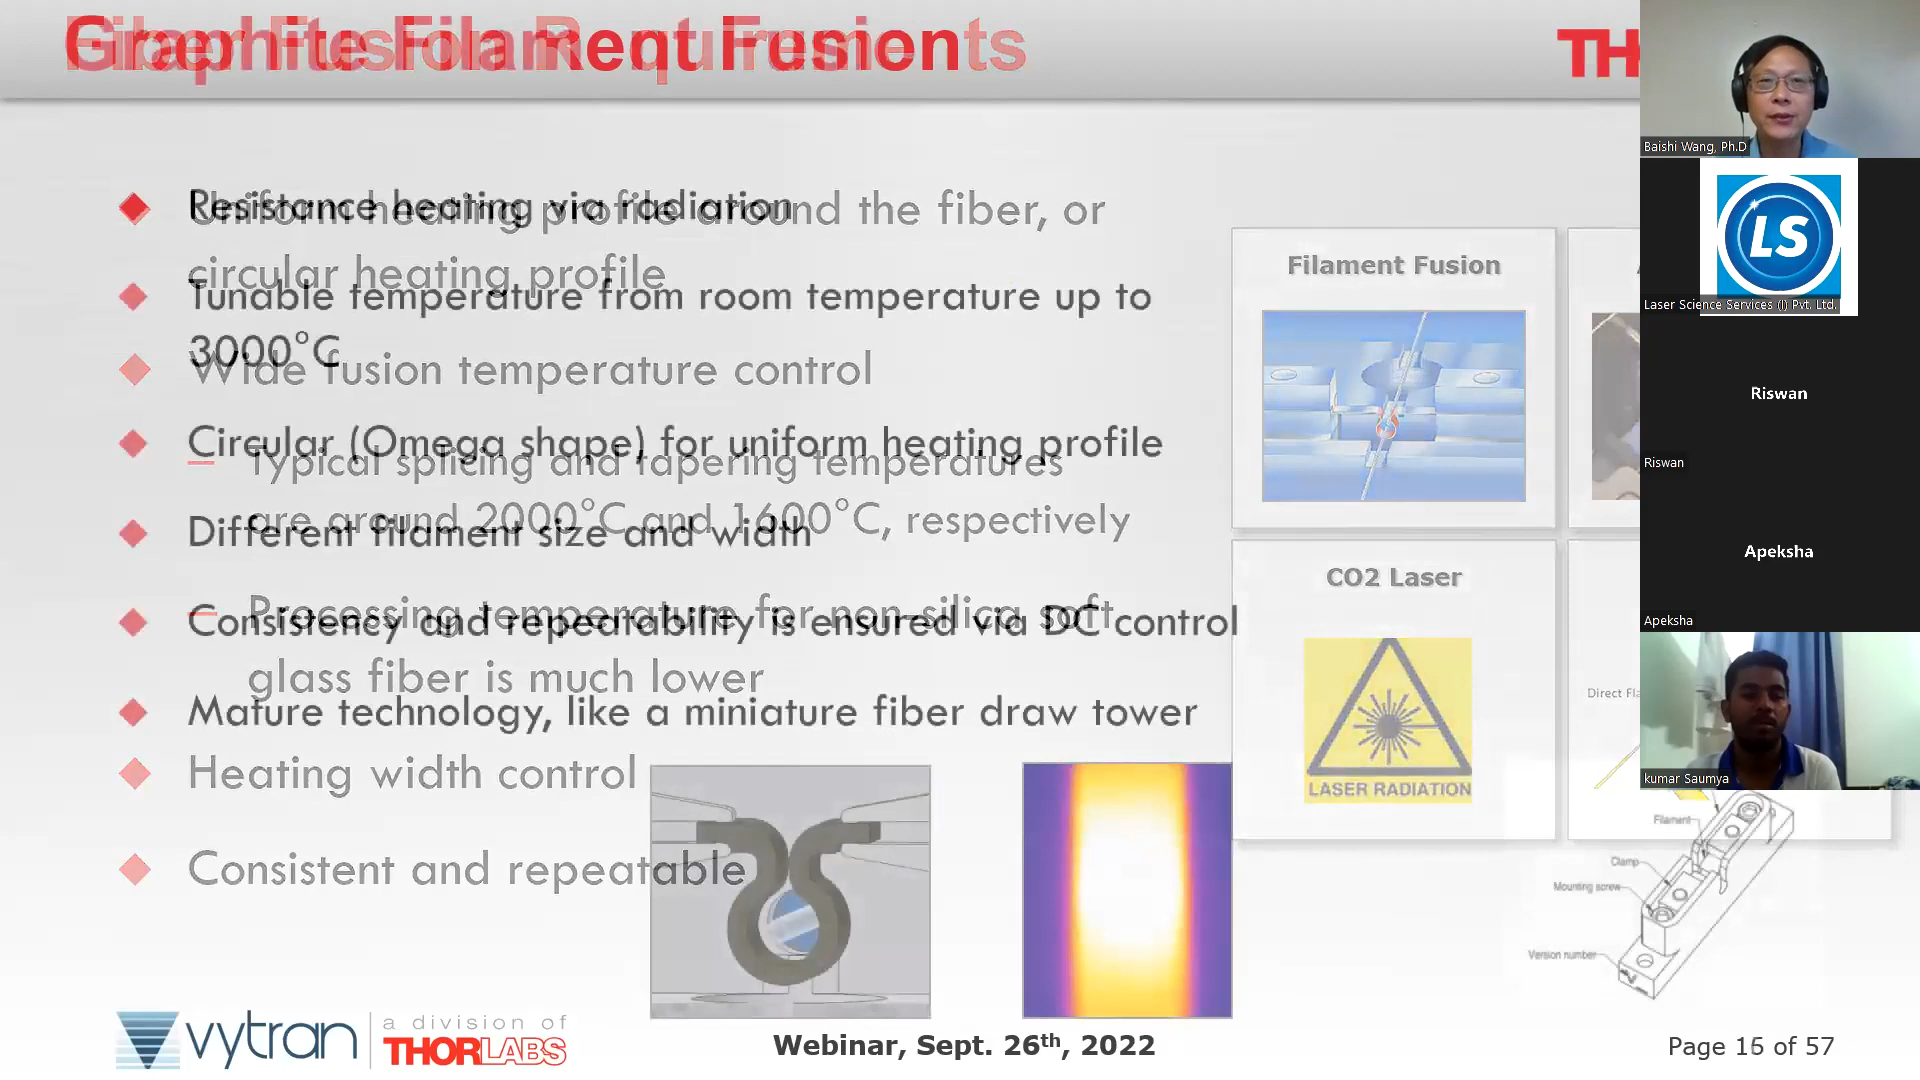 Graphite Filament Fusion
Fiber Fusion Requirements
TH
Resistance heating via radiation
Tunable temperature from room temperature up to
3000°C
Circular (Omega shape) for uniform heating profile
Different filament size and width
Consistency and repeatability is ensured via DC control
Mature technology, like a miniature fiber draw tower
Uniform heating profile around the fiber, or
circular heating profile
Wide fusion temperature control
– Typical splicing and tapering temperatures
are around 2000°C and 1600°C, respectively
– Processing temperature for non-silica soft
glass fiber is much lower
Heating width control
Consistent and repeatable
Filament Fusion
CO2 Laser
LASER RADIATION
Direct Fla
Filament
Clamp
Mounting screw
Version number
vytran
a division of
THORLABS
Webinar, Sept. 26th, 2022
Page 16 of 57
Baishi Wang, Ph.D
LS
Laser Science Services (I) Pvt. Ltd.
Riswan
Riswan
Apeksha
Apeksha
kumar Saumya